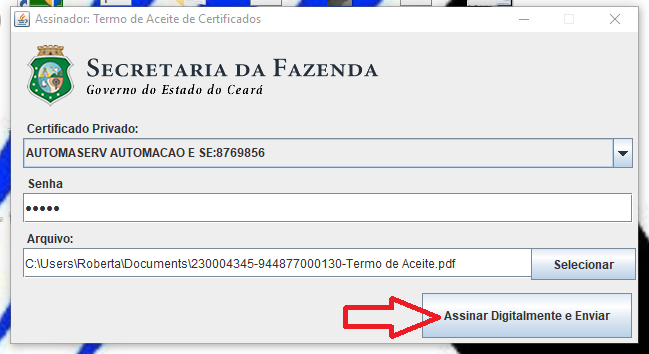 Assinador: Termo de Aceite de Certificados
SECRETARIA DA FAZENDA
Governo do Estado do Ceará
Certificado Privado:
AUTOMASERV AUTOMACAO E SE:8769856
Senha
•••••
Arquivo:
C:\Users\Roberta\Documents\230004345-944877000130-Termo de Aceite.pdf
Selecionar
Assinar Digitalmente e Enviar